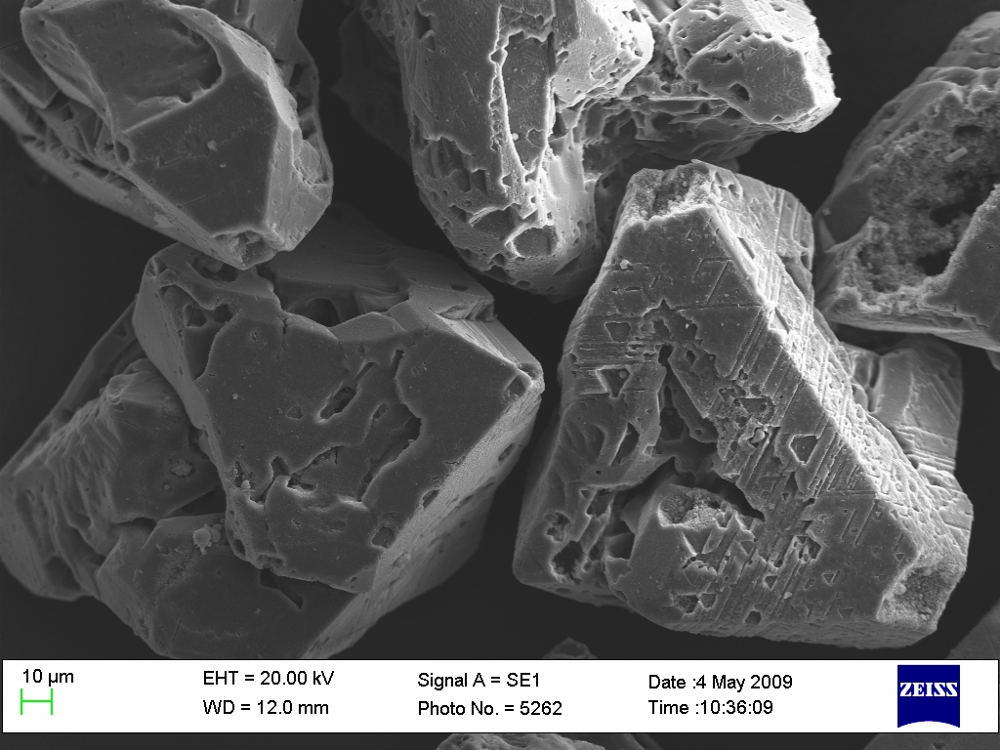 10 µm
EHT = 20.00 kV
WD = 12.0 mm
Signal A = SE1
Photo No. = 5262
Date :4 May 2009
Time :10:36:09
ZEISS